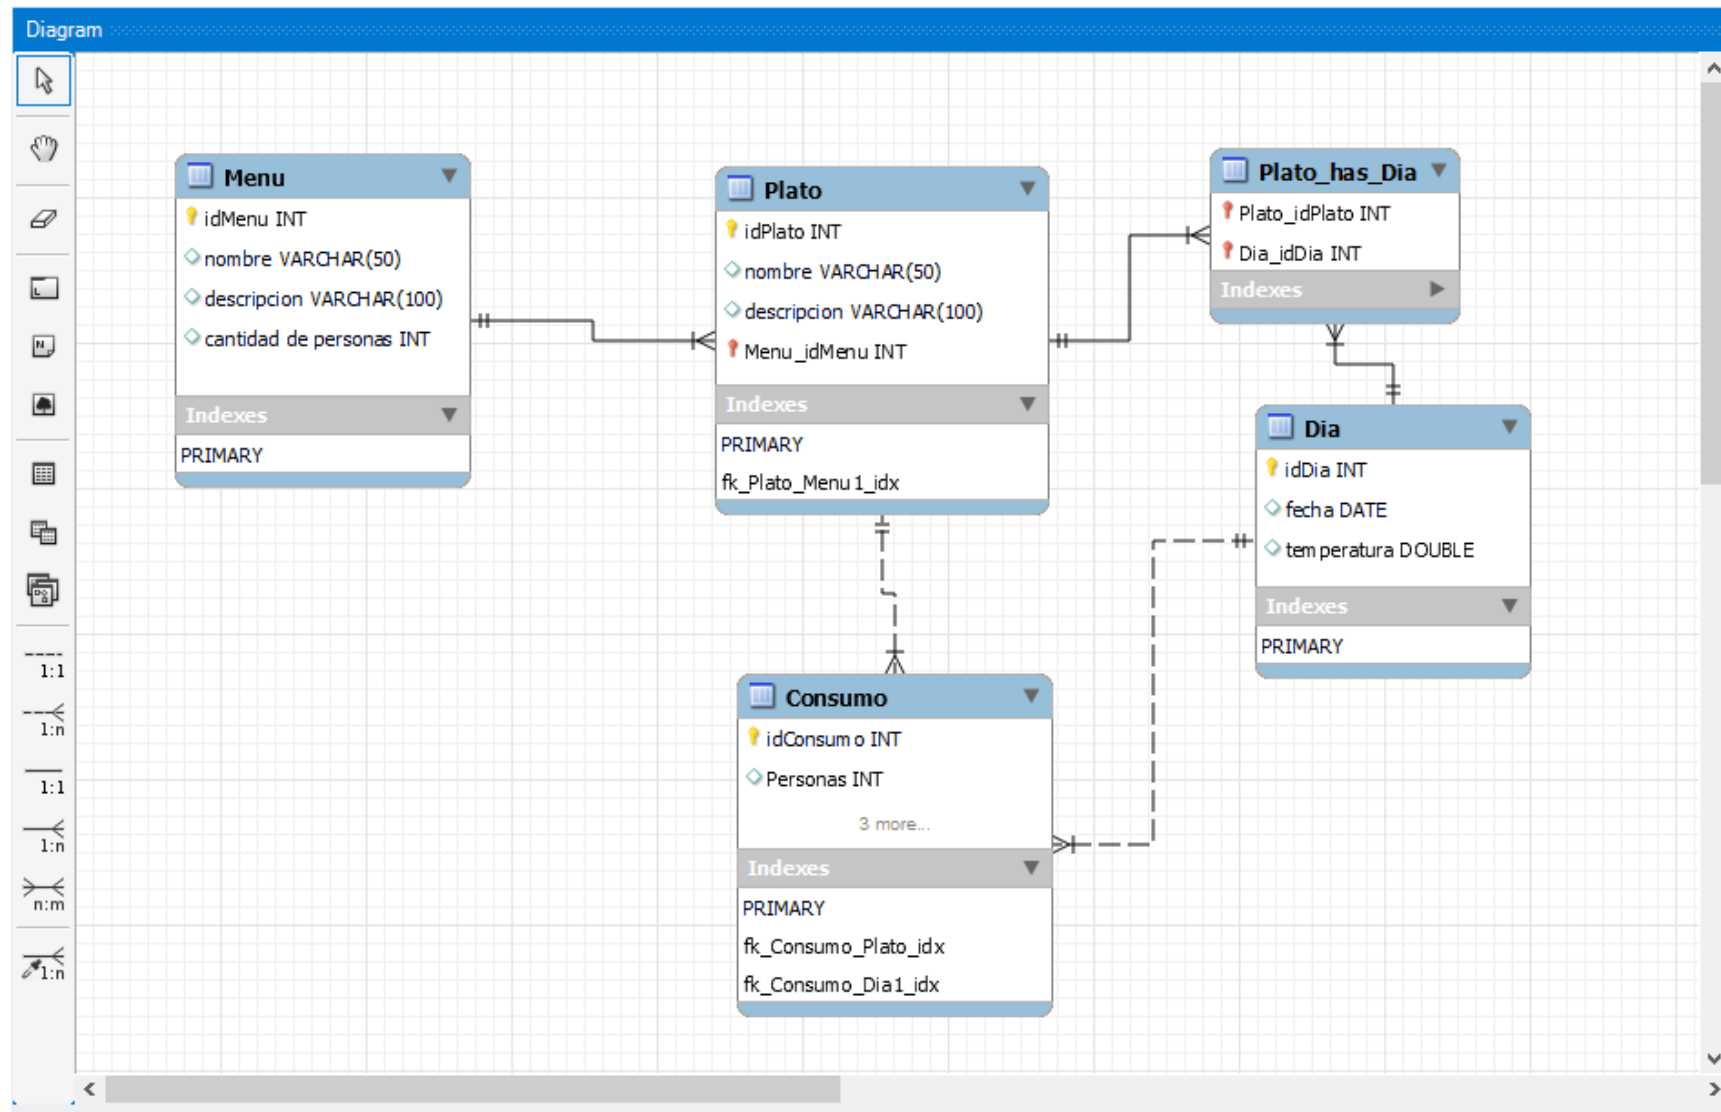 Diagram
Menu
idMenu INT
nombre VARCHAR(50)
descripcion VARCHAR(100)
cantidad de personas INT
Indexes
PRIMARY
Plato
idPlato INT
nombre VARCHAR(50)
descripcion VARCHAR(100)
Menu_idMenu INT
Indexes
PRIMARY
fk_Plato_Menu1_idx
Plato_has_Dia
Plato_idPlato INT
Dia_idDia INT
Indexes
Dia
idDia INT
fecha DATE
temperatura DOUBLE
Indexes
PRIMARY
Consumo
idConsumo INT
Personas INT
3 more...
Indexes
PRIMARY
fk_Consumo_Plato_idx
fk_Consumo_Dia1_idx
1:1
1:n
1:1
1:n
n:m
1:n